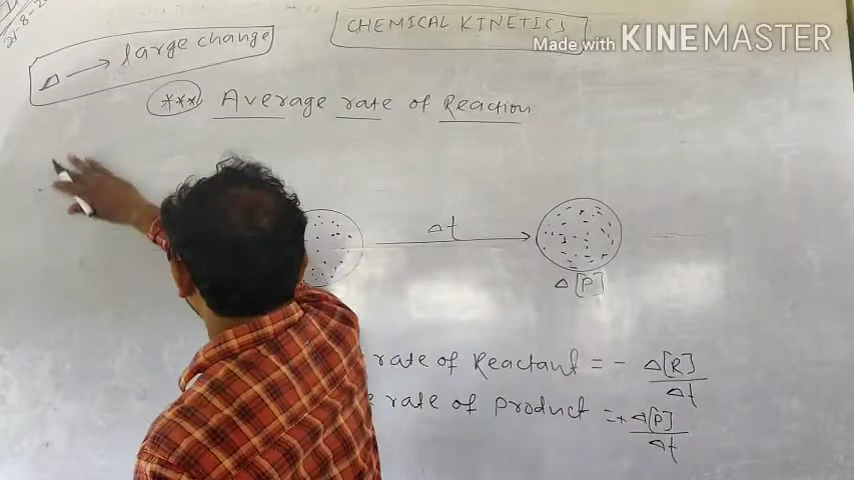 CHEMICAL KINETICS
Made with KINEMASTER
Δ → large change
*** Average rate of Reaction
Δt
Δ[P]
rate of Reactant = - Δ[R]/Δt
rate of Product = + Δ[P]/Δt